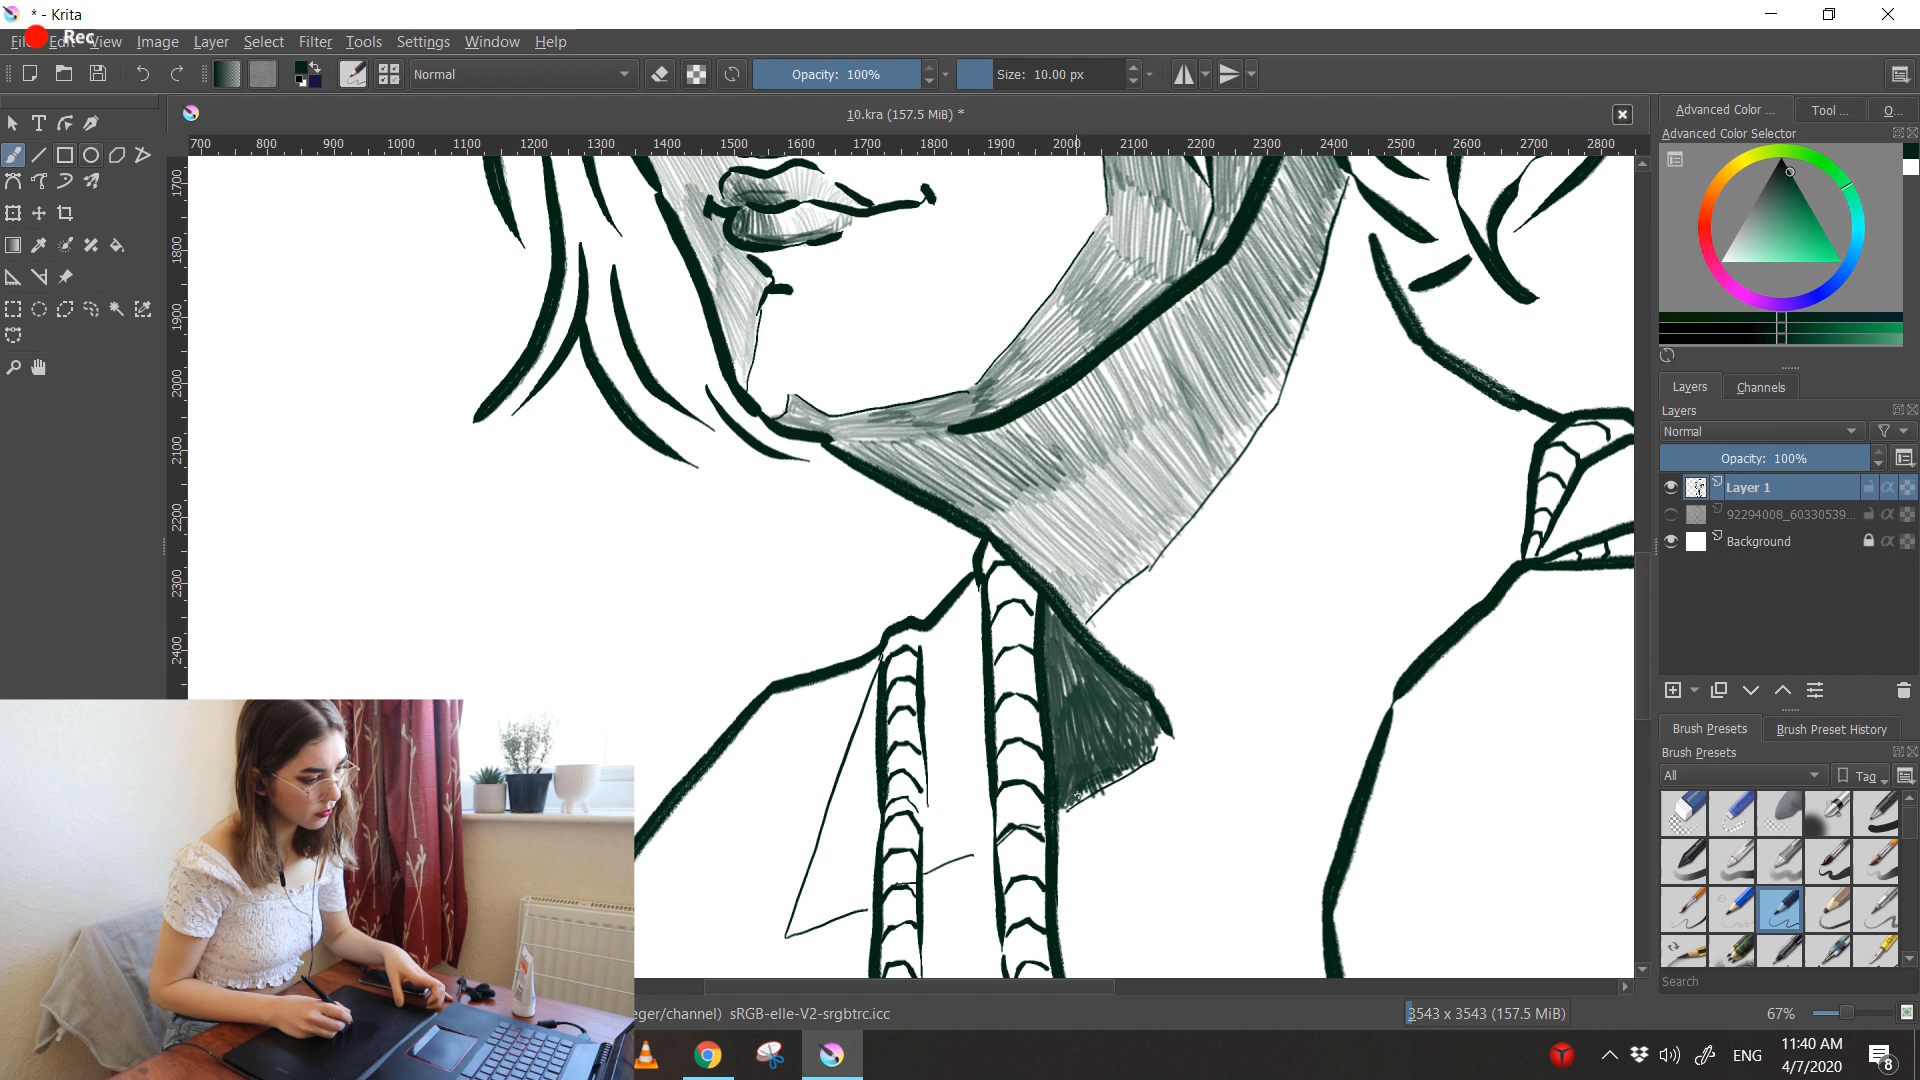 * - Krita
Rec
File Edit View Image Layer Select Filter Tools Settings Window Help
Normal
Opacity: 100%
Size: 10.00 px
10.kra (157.5 MiB) *
Advanced Color ...
Tool ...
O...
Advanced Color Selector
700 800 900 1000 1100 1200 1300 1400 1500 1600 1700 1800 1900 2000 2100 2200 2300 2400 2500 2600 2700 2800
1700
1800
1900
2000
2100
2200
2300
2400
Layers
Channels
Layers
Normal
Opacity: 100%
Layer 1
92294008_60330539...
Background
Brush Presets
Brush Preset History
Brush Presets
All
Tag
Search
eger/channel) sRGB-elle-V2-srgbtrc.icc
3543 x 3543 (157.5 MiB)
67%
ENG
11:40 AM
4/7/2020
8